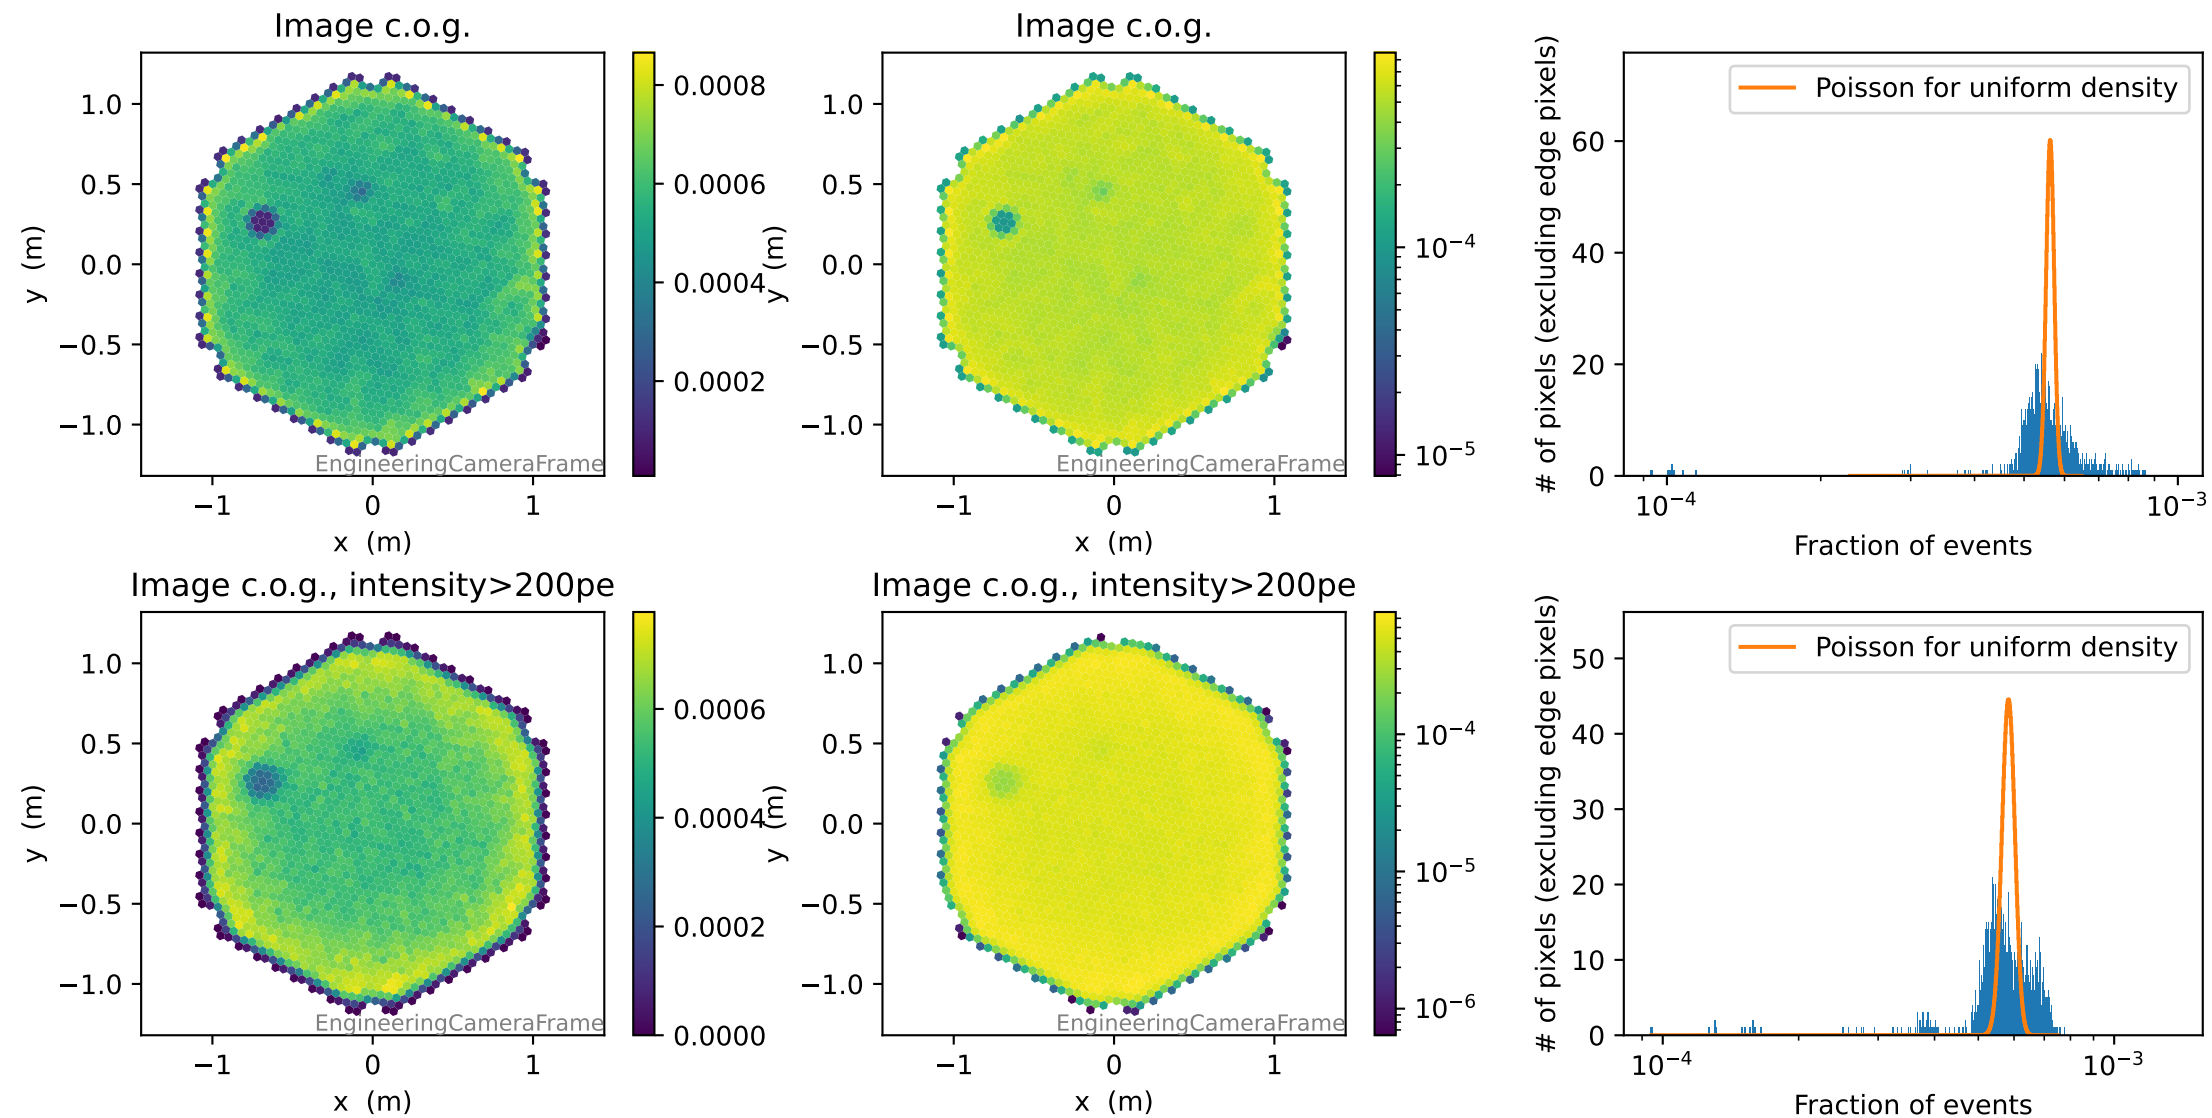 Image c.o.g.
1.0
0.5
0.0
−0.5
−1.0
y (m)
−1
0
1
x (m)
EngineeringCameraFrame
0.0008
0.0006
0.0004
0.0002
Image c.o.g.
1.0
0.5
0.0
−0.5
−1.0
y (m)
−1
0
1
x (m)
EngineeringCameraFrame
10⁻⁴
10⁻⁵
# of pixels (excluding edge pixels)
60
40
20
0
Poisson for uniform density
10⁻⁴
10⁻³
Fraction of events
Image c.o.g., intensity>200pe
1.0
0.5
0.0
−0.5
−1.0
y (m)
−1
0
1
x (m)
EngineeringCameraFrame
0.0006
0.0004
0.0002
0.0000
Image c.o.g., intensity>200pe
1.0
0.5
0.0
−0.5
−1.0
y (m)
−1
0
1
x (m)
EngineeringCameraFrame
10⁻⁴
10⁻⁵
10⁻⁶
# of pixels (excluding edge pixels)
50
40
30
20
10
0
Poisson for uniform density
10⁻⁴
10⁻³
Fraction of events